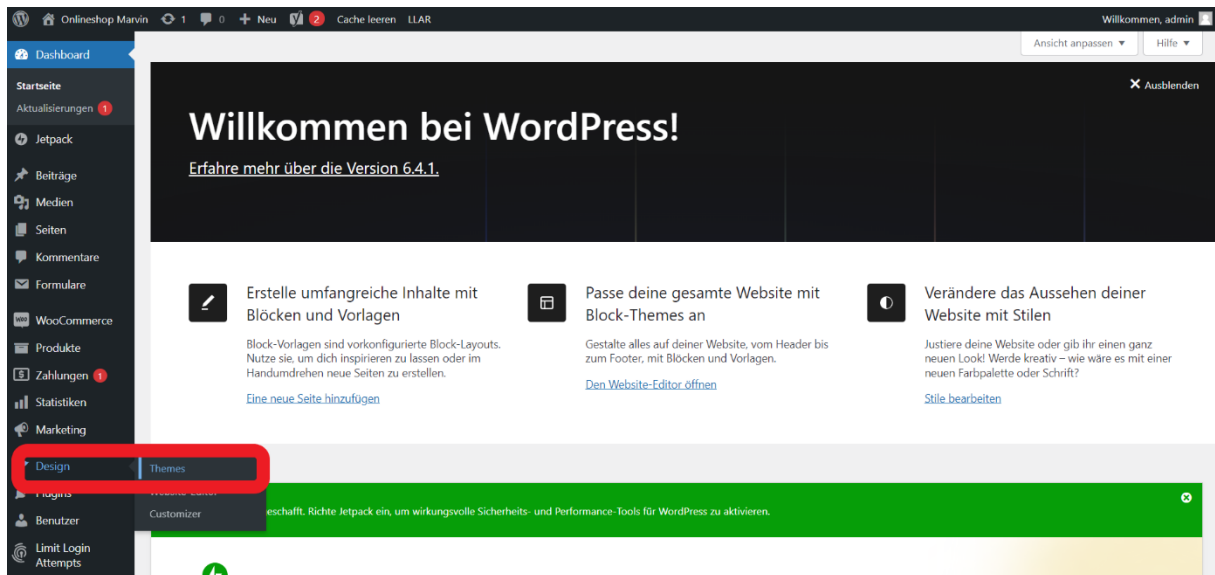 Onlineshop Marvin 1 0 + Neu 2 Cache leeren LLAR Willkommen, admin
Ansicht anpassen ▼ Hilfe ▼
Dashboard
Startseite
Aktualisierungen 1
Jetpack
Beiträge
Medien
Seiten
Kommentare
Formulare
WooCommerce
Produkte
Zahlungen 1
Statistiken
Marketing
Design
Plugins
Benutzer
Limit Login
Attempts
Themes
Website-Editor
Customizer
Ausblenden
Willkommen bei WordPress!
Erfahre mehr über die Version 6.4.1.
Erstelle umfangreiche Inhalte mit
Blöcken und Vorlagen
Block-Vorlagen sind vorkonfigurierte Block-Layouts.
Nutze sie, um dich inspirieren zu lassen oder im
Handumdrehen neue Seiten zu erstellen.
Eine neue Seite hinzufügen
Passe deine gesamte Website mit
Block-Themes an
Gestalte alles auf deiner Website, vom Header bis
zum Footer, mit Blöcken und Vorlagen.
Den Website-Editor öffnen
Verändere das Aussehen deiner
Website mit Stilen
Justiere deine Website oder gib ihr einen ganz
neuen Look! Werde kreativ – wie wäre es mit einer
neuen Farbpalette oder Schrift?
Stile bearbeiten
eschafft. Richte Jetpack ein, um wirkungsvolle Sicherheits- und Performance-Tools für WordPress zu aktivieren.